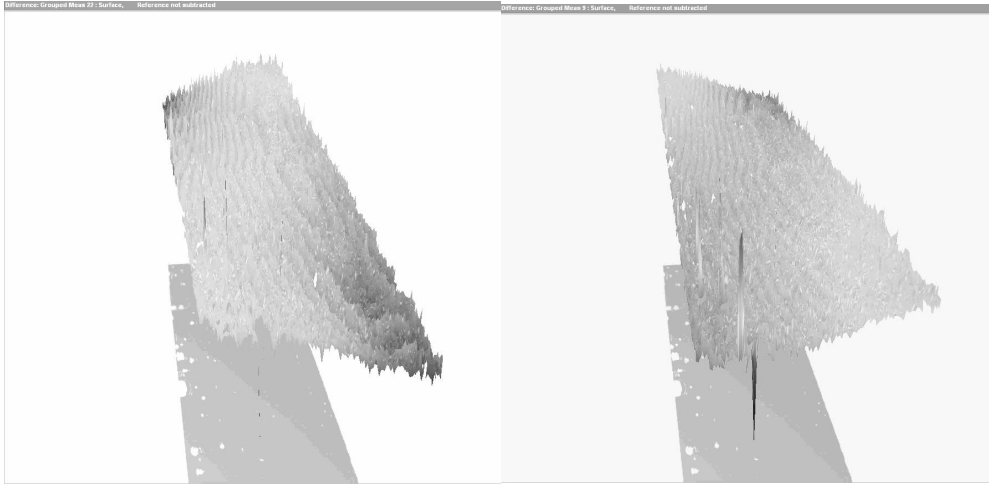 Difference: Grouped Mean 22 : Surface, Reference not subtracted
Difference: Grouped Mean 9 : Surface, Reference not subtracted